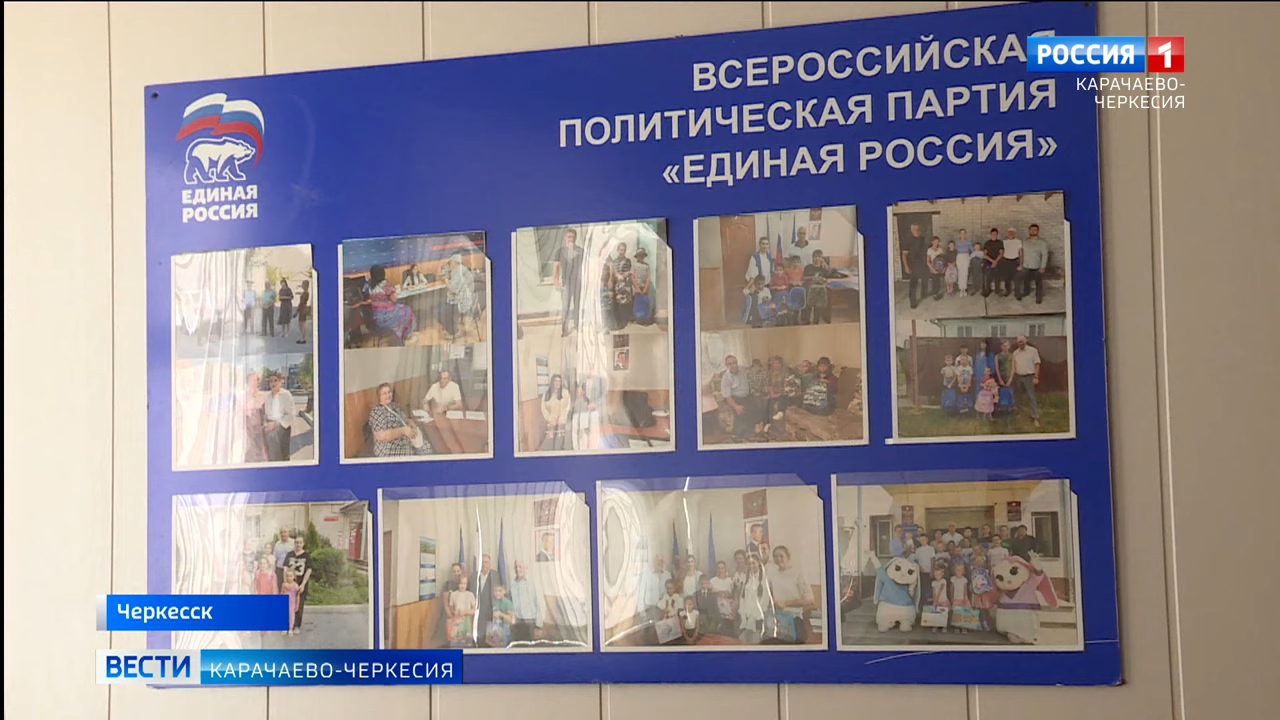 ВСЕРОССИЙСКАЯ
ПОЛИТИЧЕСКАЯ ПАРТИЯ
«ЕДИНАЯ РОССИЯ»
РОССИЯ 1
КАРАЧАЕВО-
ЧЕРКЕСИЯ
ЕДИНАЯ
РОССИЯ
Черкесск
ВЕСТИ КАРАЧАЕВО-ЧЕРКЕСИЯ